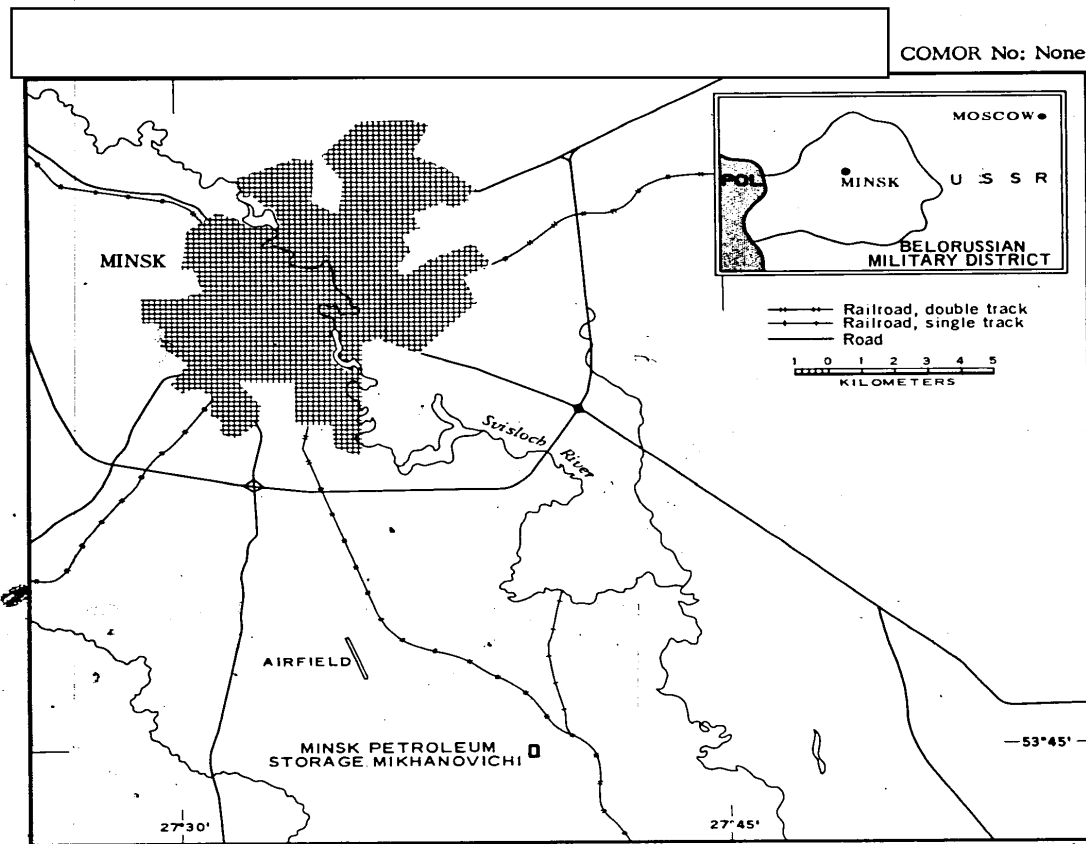 COMOR No: None
MOSCOW
POL
MINSK
U S S R
BELORUSSIAN
MILITARY DISTRICT
MINSK
Railroad, double track
Railroad, single track
Road
1 0 1 2 3 4 5
KILOMETERS
Svisloch
River
AIRFIELD
MINSK PETROLEUM
STORAGE, MIKHANOVICHI
53°45'
27°30'
27°45'